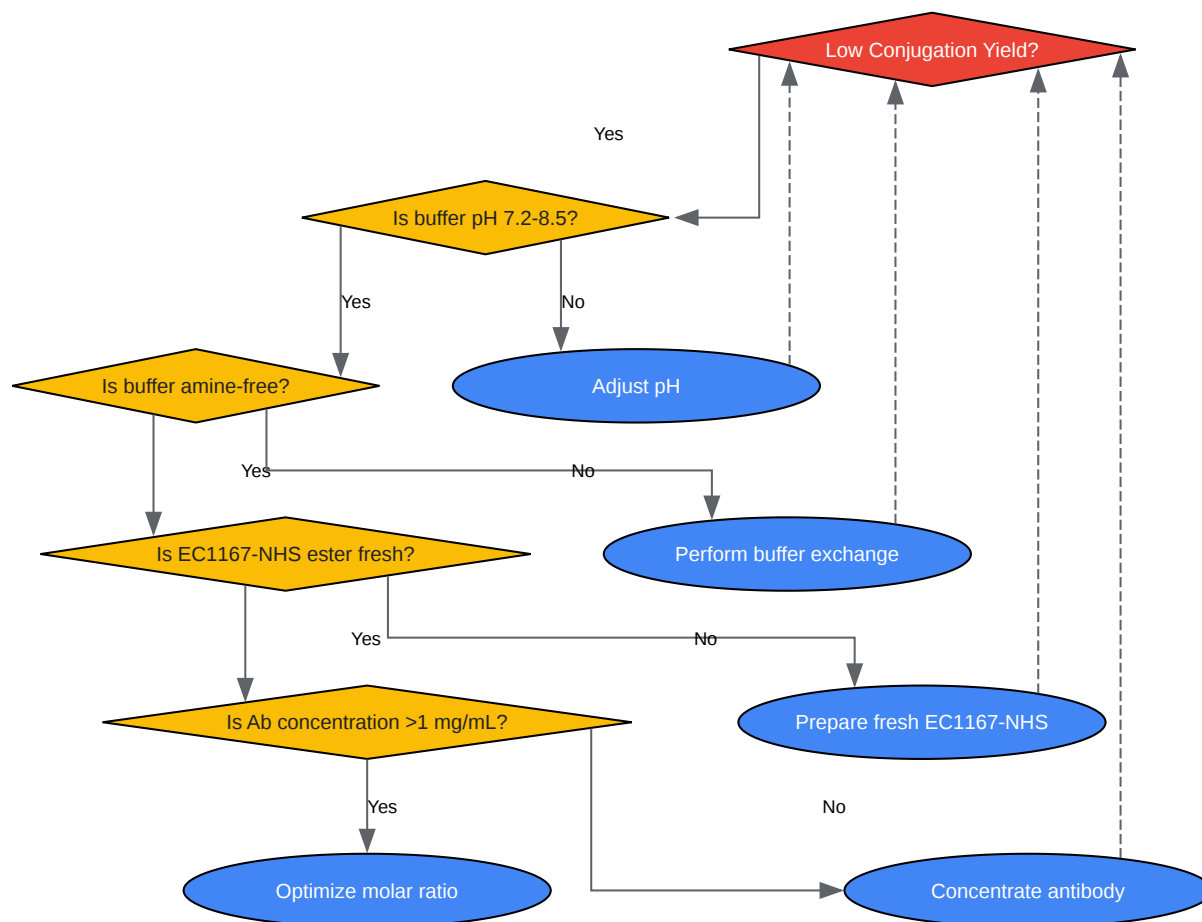 Low Conjugation Yield?
Yes
Is buffer pH 7.2-8.5?
Yes
No
Is buffer amine-free?
Adjust pH
Yes
No
Is EC1167-NHS ester fresh?
Perform buffer exchange
Yes
No
Is Ab concentration >1 mg/mL?
Prepare fresh EC1167-NHS
Yes
No
Optimize molar ratio
Concentrate antibody